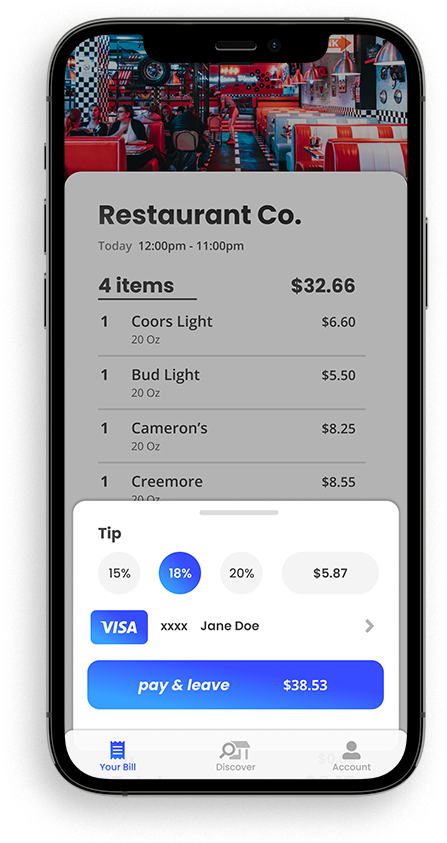 Restaurant Co.
Today 12:00pm - 11:00pm
4 items $32.66
1 Coors Light $6.60
20 Oz
1 Bud Light $5.50
20 Oz
1 Cameron’s $8.25
20 Oz
1 Creemore $8.55
20 Oz
Tip
15% 18% 20% $5.87
VISA xxxx Jane Doe
pay & leave $38.53
Your Bill Discover Account